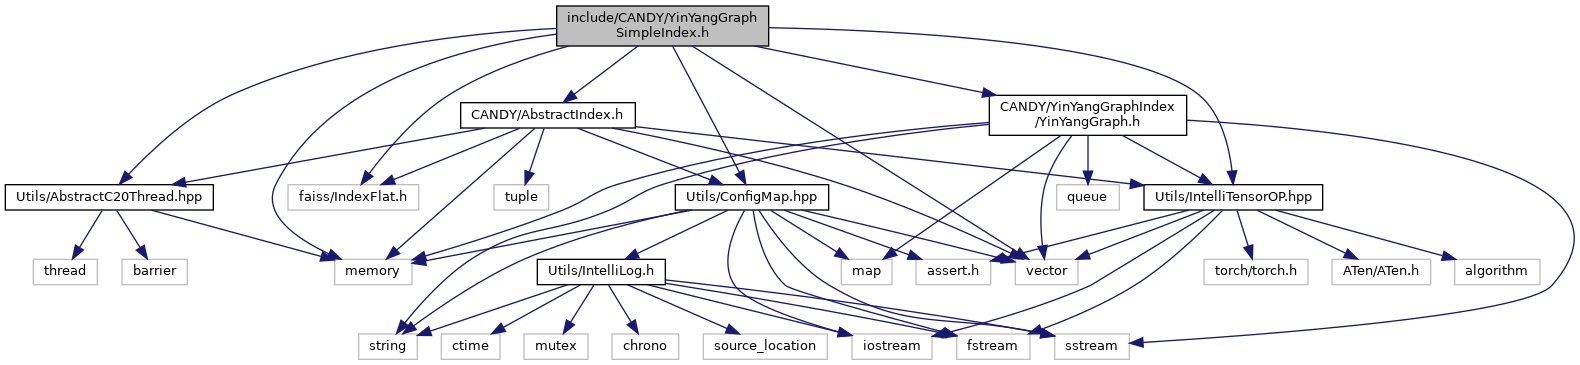 include/CANDY/YinYangGraph
SimpleIndex.h
CANDY/AbstractIndex.h
CANDY/YinYangGraphIndex
/YinYangGraph.h
Utils/AbstractC20Thread.hpp
faiss/IndexFlat.h
tuple
Utils/ConfigMap.hpp
queue
Utils/IntelliTensorOP.hpp
thread
barrier
memory
Utils/IntelliLog.h
map
assert.h
vector
torch/torch.h
ATen/ATen.h
algorithm
string
ctime
mutex
chrono
source_location
iostream
fstream
sstream